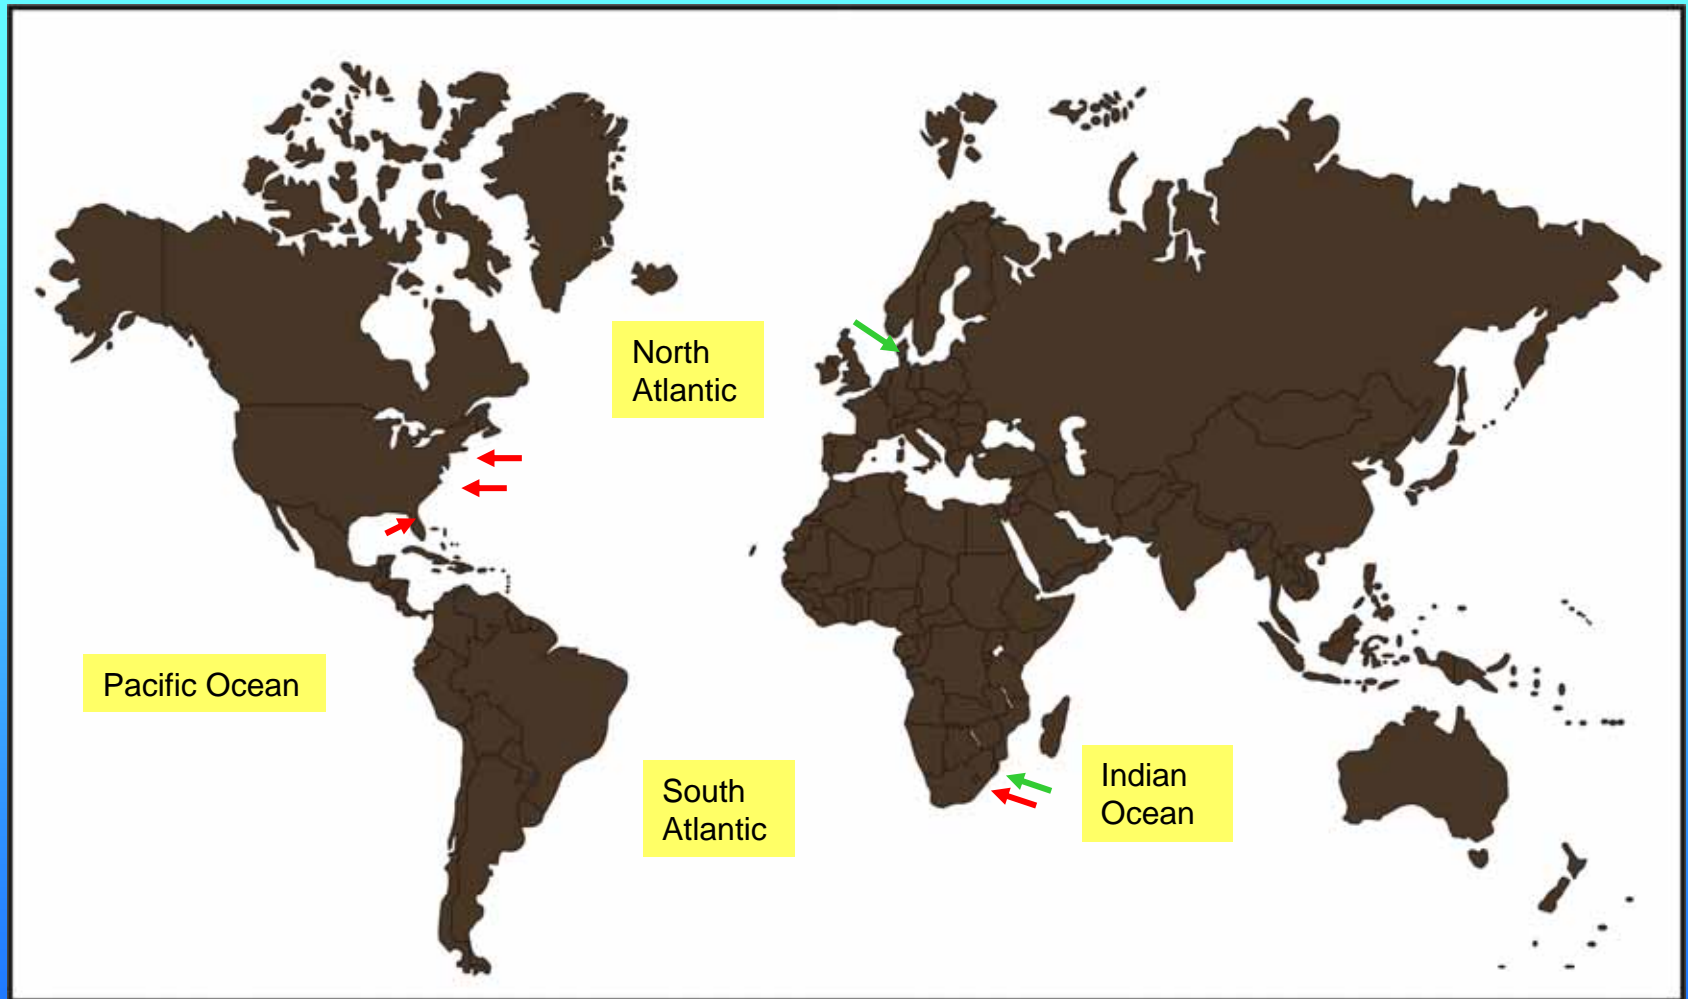 North
Atlantic
Pacific Ocean
South
Atlantic
Indian
Ocean